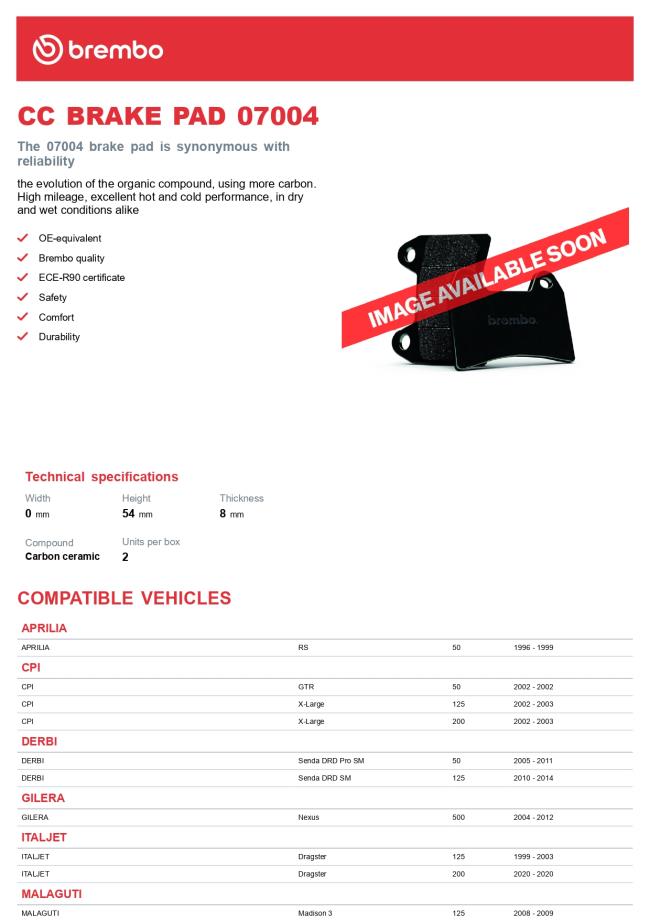 brembo
CC BRAKE PAD 07004
The 07004 brake pad is synonymous with
reliability
the evolution of the organic compound, using more carbon.
High mileage, excellent hot and cold performance, in dry
and wet conditions alike
OE-equivalent
Brembo quality
ECE-R90 certificate
Safety
Comfort
Durability
IMAGE AVAILABLE SOON
brembo
Technical specifications
Width Height Thickness
0 mm 54 mm 8 mm
Compound Units per box
Carbon ceramic 2
COMPATIBLE VEHICLES
APRILIA
APRILIA RS 50 1996 - 1999
CPI
CPI GTR 50 2002 - 2002
CPI X-Large 125 2002 - 2003
CPI X-Large 200 2002 - 2003
DERBI
DERBI Senda DRD Pro SM 50 2005 - 2011
DERBI Senda DRD SM 125 2010 - 2014
GILERA
GILERA Nexus 500 2004 - 2012
ITALJET
ITALJET Dragster 125 1999 - 2003
ITALJET Dragster 200 2020 - 2020
MALAGUTI
MALAGUTI Madison 3 125 2008 - 2009